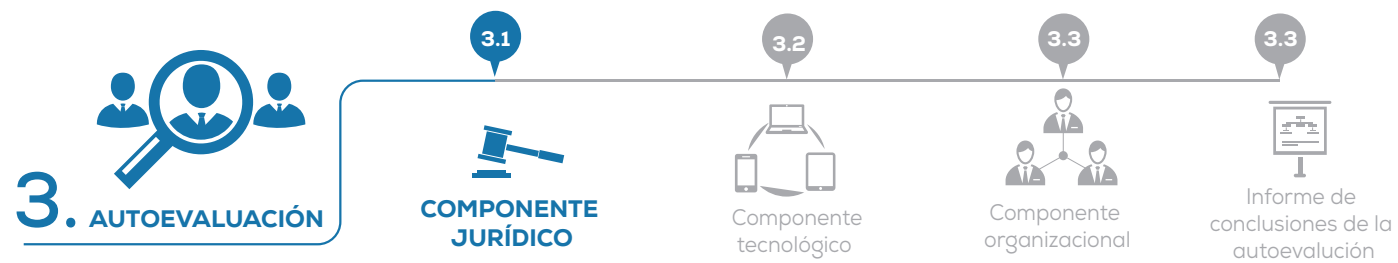 3. AUTOEVALUACIÓN
3.1
COMPONENTE
JURÍDICO
3.2
Componente
tecnológico
3.3
Componente
organizacional
3.3
Informe de
conclusiones de la
autoevalución